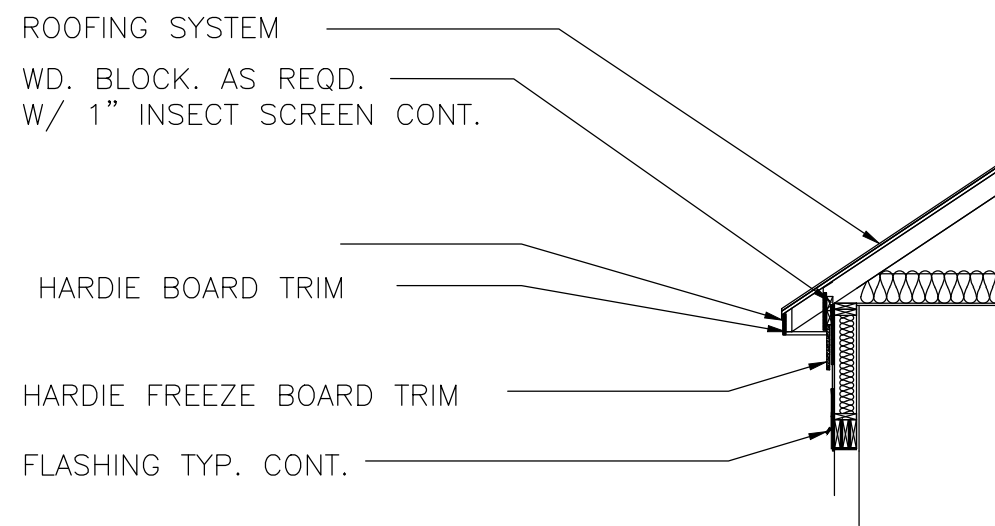 ROOFING SYSTEM
WD. BLOCK. AS REQD.
W/ 1” INSECT SCREEN CONT.
HARDIE BOARD TRIM
HARDIE FREEZE BOARD TRIM
FLASHING TYP. CONT.